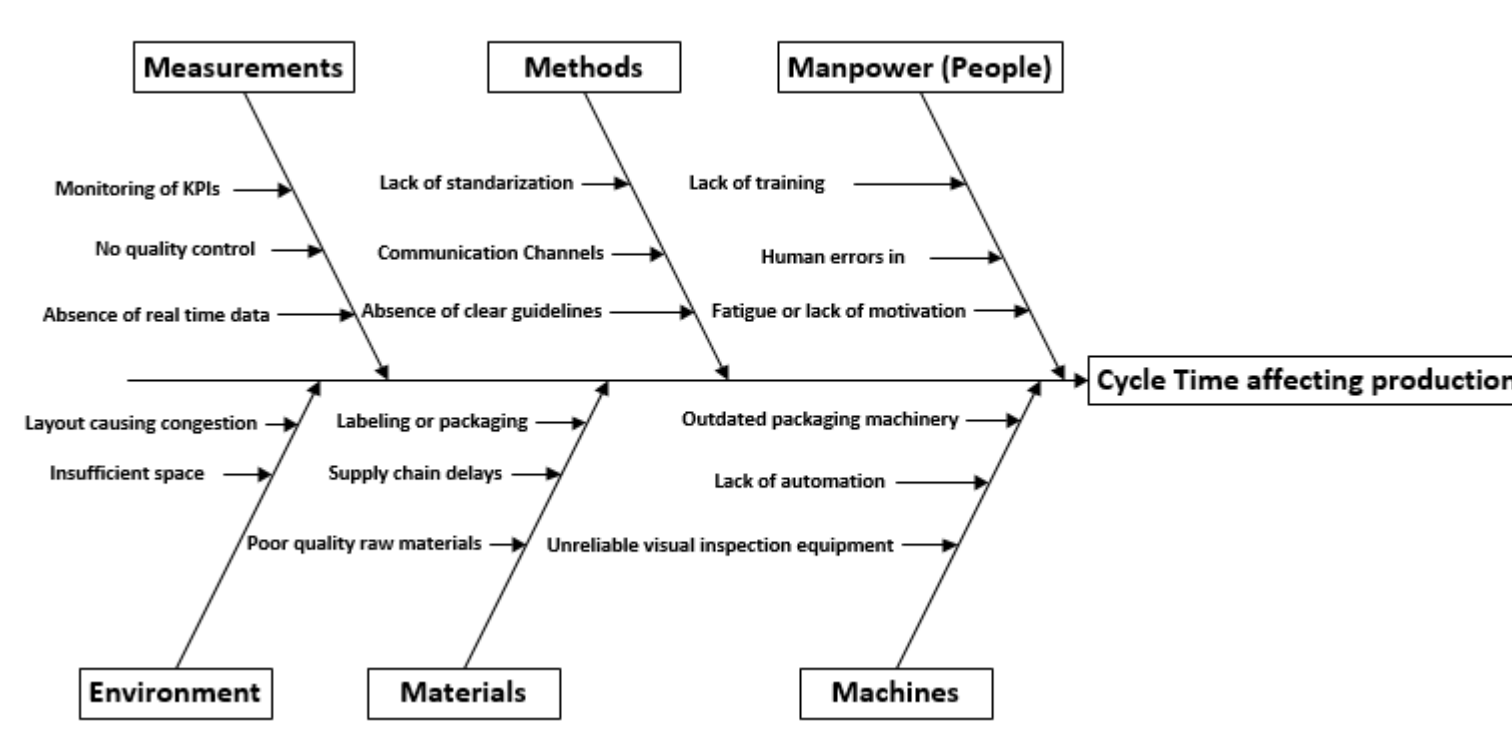 Measurements
Methods
Manpower (People)
Monitoring of KPIs
No quality control
Absence of real time data
Lack of standarization
Communication Channels
Absence of clear guidelines
Lack of training
Human errors in
Fatigue or lack of motivation
Cycle Time affecting production
Layout causing congestion
Insufficient space
Labeling or packaging
Supply chain delays
Poor quality raw materials
Outdated packaging machinery
Lack of automation
Unreliable visual inspection equipment
Environment
Materials
Machines